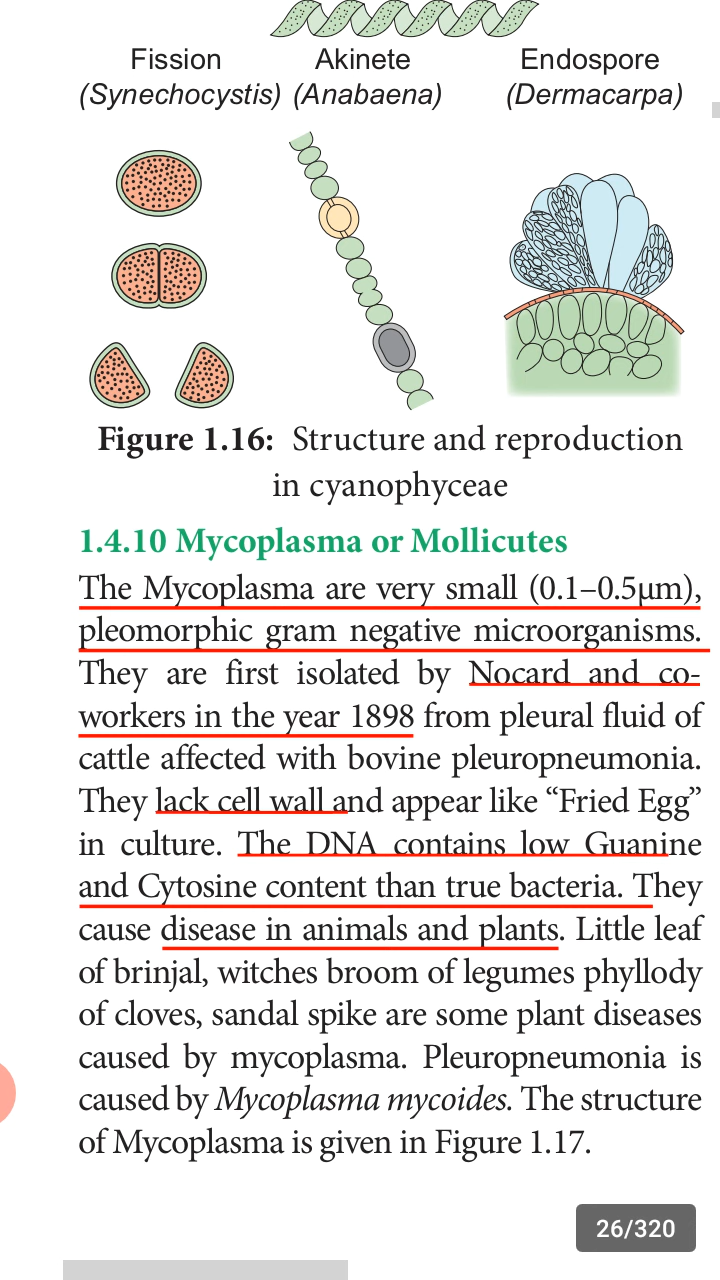 Fission Akinete Endospore
(Synechocystis) (Anabaena) (Dermacarpa)
Figure 1.16: Structure and reproduction
in cyanophyceae
1.4.10 Mycoplasma or Mollicutes
The Mycoplasma are very small (0.1–0.5µm),
pleomorphic gram negative microorganisms.
They are first isolated by Nocard and co-
workers in the year 1898 from pleural fluid of
cattle affected with bovine pleuropneumonia.
They lack cell wall and appear like “Fried Egg”
in culture. The DNA contains low Guanine
and Cytosine content than true bacteria. They
cause disease in animals and plants. Little leaf
of brinjal, witches broom of legumes phyllody
of cloves, sandal spike are some plant diseases
caused by mycoplasma. Pleuropneumonia is
caused by Mycoplasma mycoides. The structure
of Mycoplasma is given in Figure 1.17.
26/320